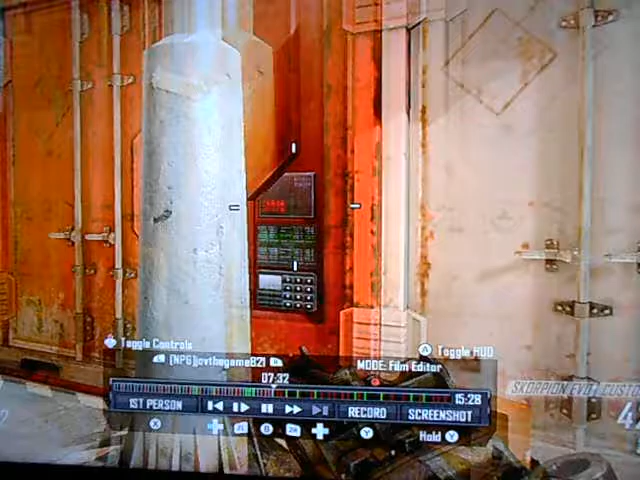 Toggle Controls
A Toggle HUD
[NPG]jovthegame821
MODE: Film Editor
07:32
15:28
SKORPION EVO
1ST PERSON
RECORD
SCREENSHOT
X
B
Y
Hold Y